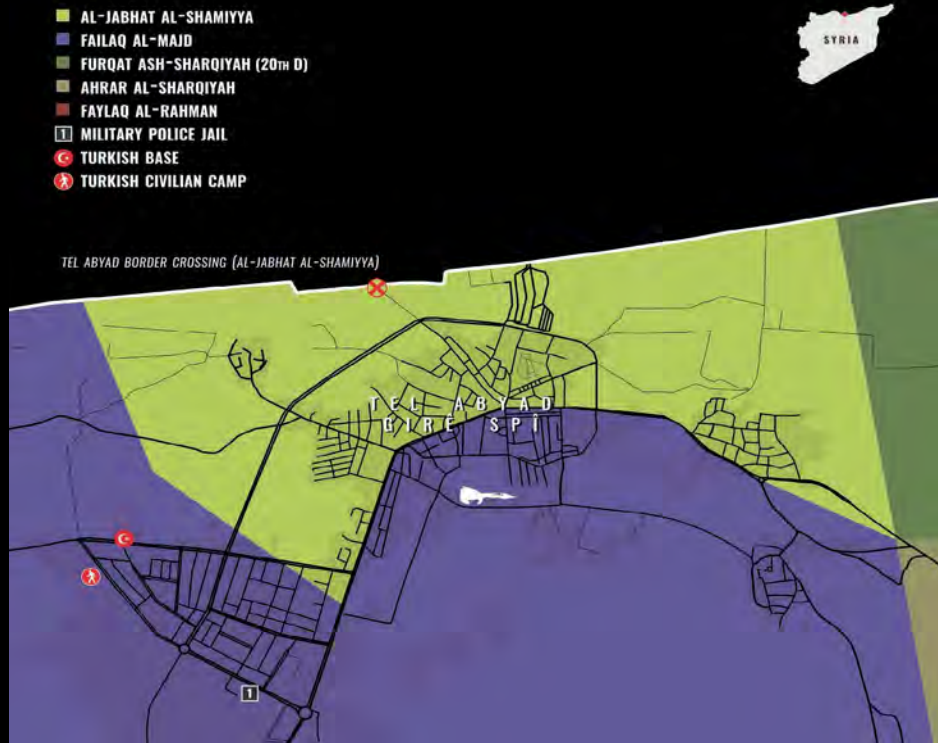 AL-JABHAT AL-SHAMIYYA
FAILAQ AL-MAJD
FURQAT ASH-SHARQIYAH (20TH D)
AHRAR AL-SHARQIYAH
FAYLAQ AL-RAHMAN
1 MILITARY POLICE JAIL
TURKISH BASE
TURKISH CIVILIAN CAMP
SYRIA
TEL ABYAD BORDER CROSSING (AL-JABHAT AL-SHAMIYYA)
TEL ABYAD
GIRÊ SPÎ
1